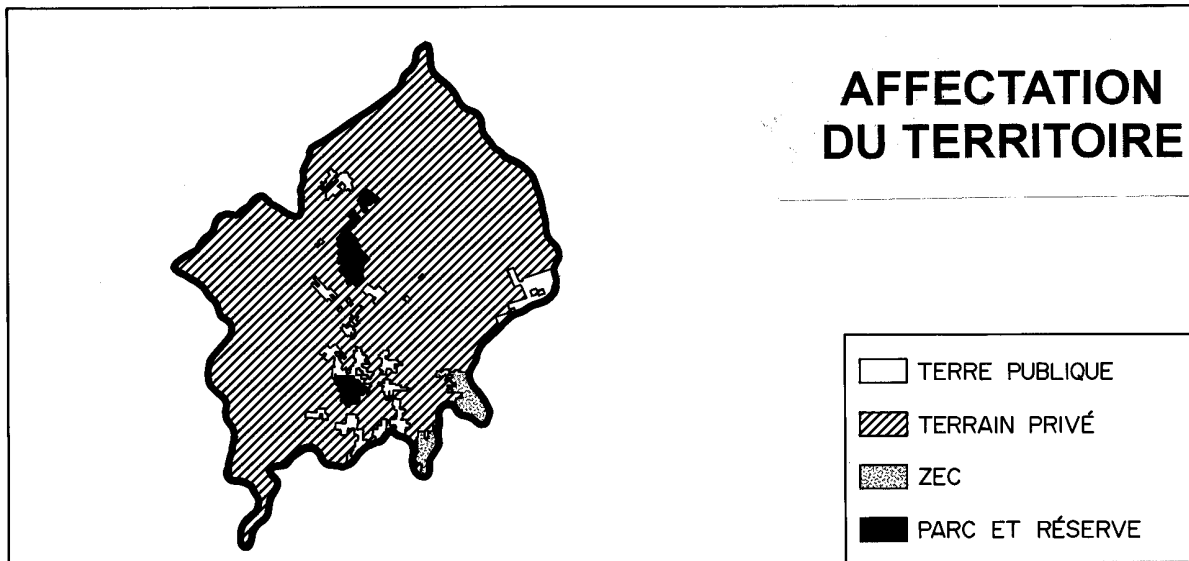 AFFECTATION
DU TERRITOIRE
TERRE PUBLIQUE
TERRAIN PRIVÉ
ZEC
PARC ET RÉSERVE